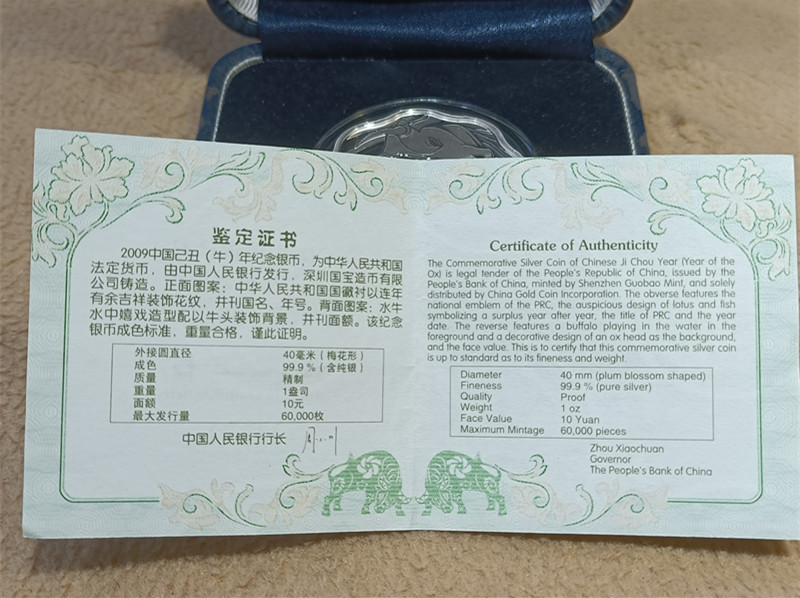 鉴定证书
2009中国己丑（牛）年纪念银币，为中华人民共和国
法定货币，由中国人民银行发行，深圳国宝造币有限
公司铸造。正面图案：中华人民共和国国徽衬以连年
有余吉祥装饰花纹，并刊国名、年号。背面图案：水牛
水中嬉戏造型配以牛头装饰背景，并刊面额。该纪念
银币成色标准，重量合格，谨此证明。
外接圆直径 40毫米（梅花形）
成色 99.9％（含纯银）
质量 精制
重量 1盎司
面额 10元
最大发行量 60,000枚
中国人民银行行长
Certificate of Authenticity
The Commemorative Silver Coin of Chinese Ji Chou Year (Year of the
Ox) is legal tender of the People's Republic of China, issued by the
People's Bank of China, minted by Shenzhen Guobao Mint, and solely
distributed by China Gold Coin Incorporation. The obverse features the
national emblem of the PRC, the auspicious design of lotus and fish
symbolizing a surplus year after year, the title of PRC and the year
date. The reverse features a buffalo playing in the water in the
foreground and a decorative design of an ox head as the background,
and the face value. This is to certify that this commemorative silver coin
is up to standard as to its fineness and weight.
Diameter 40 mm (plum blossom shaped)
Fineness 99.9 % (pure silver)
Quality Proof
Weight 1 oz
Face Value 10 Yuan
Maximum Mintage 60,000 pieces
Zhou Xiaochuan
Governor
The People's Bank of China